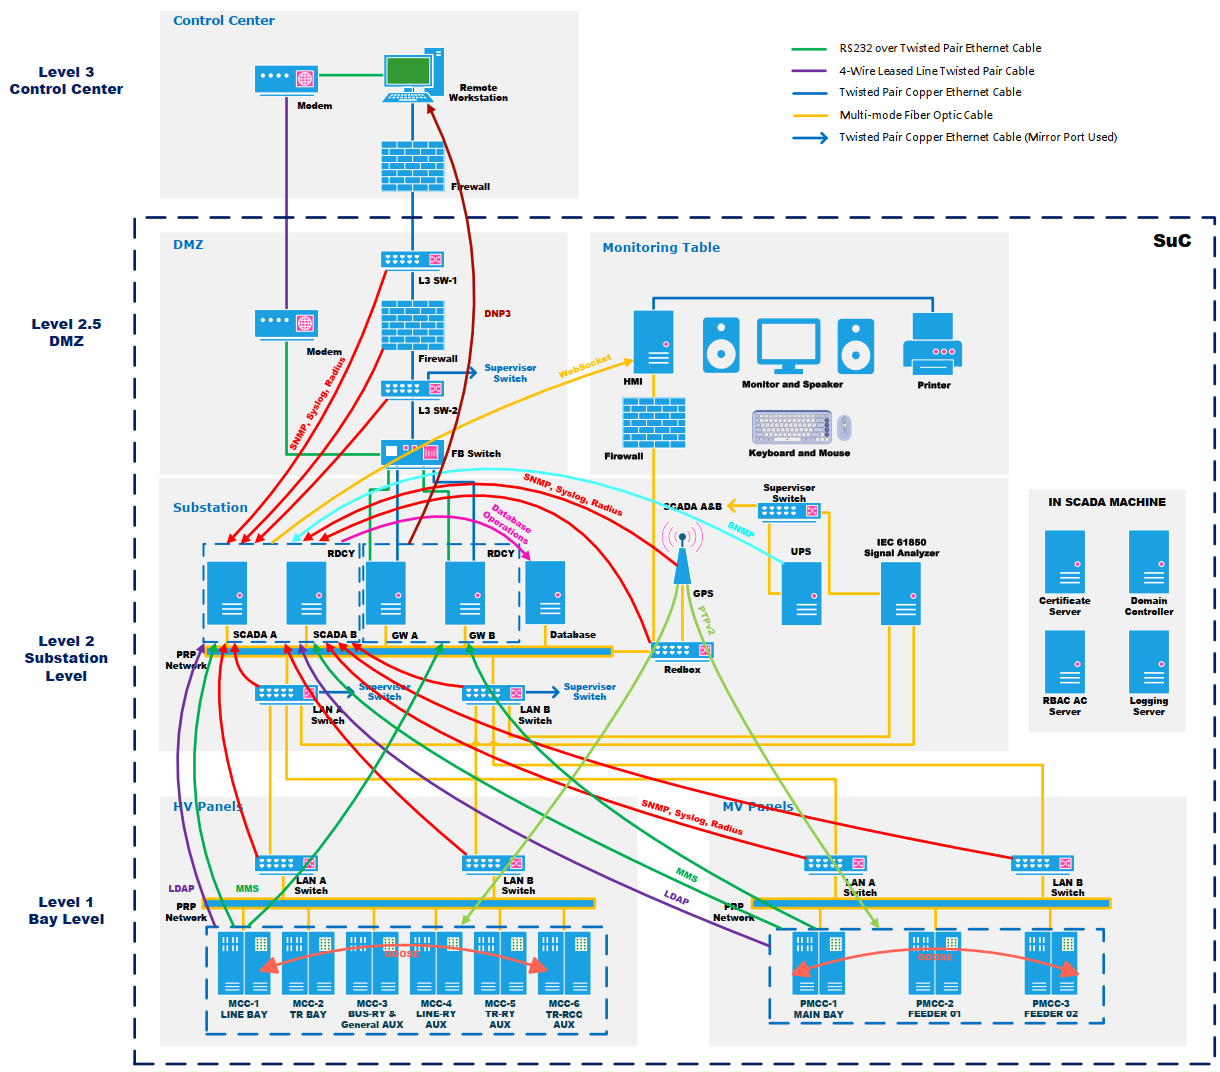 Control Center
Level 3
Control Center
Modem
Remote
Workstation
Firewall
RS232 over Twisted Pair Ethernet Cable
4-Wire Leased Line Twisted Pair Cable
Twisted Pair Copper Ethernet Cable
Multi-mode Fiber Optic Cable
Twisted Pair Copper Ethernet Cable (Mirror Port Used)
SuC
Level 2.5
DMZ
DMZ
L3 SW-1
DNP3
Modem
Firewall
Supervisor
Switch
L3 SW-2
FB Switch
SNMP, Syslog, Radius
WebSocket
Monitoring Table
HMI
Monitor and Speaker
Printer
Firewall
Keyboard and Mouse
Level 2
Substation
Level
Substation
SNMP, Syslog, Radius
Database
Operations
SNMP
SCADA A&B
Supervisor
Switch
UPS
IEC 61850
Signal Analyzer
GPS
PTPv2
RDCY
RDCY
SCADA A
SCADA B
GW A
GW B
Database
PRP
Network
Redbox
LAN A
Switch
Supervisor
Switch
LAN B
Switch
Supervisor
Switch
IN SCADA MACHINE
Certificate
Server
Domain
Controller
RBAC AC
Server
Logging
Server
Level 1
Bay Level
HV Panels
LAN A
Switch
LAN B
Switch
LDAP
MMS
PRP
Network
GOOSE
MCC-1
LINE BAY
MCC-2
TR BAY
MCC-3
BUS-RY &
General AUX
MCC-4
LINE-RY
AUX
MCC-5
TR-RY
AUX
MCC-6
TR-RCC
AUX
MV Panels
SNMP, Syslog, Radius
MMS
LDAP
LAN A
Switch
LAN B
Switch
PRP
Network
GOOSE
PMCC-1
MAIN BAY
PMCC-2
FEEDER 01
PMCC-3
FEEDER 02